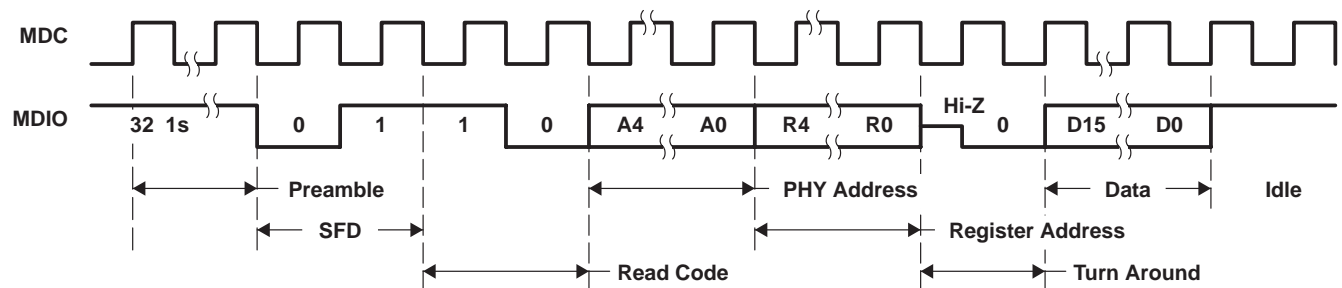 MDC
MDIO
32 1s 0 1 1 0 A4 A0 R4 R0 Hi-Z 0 D15 D0
Preamble PHY Address Data Idle
SFD Register Address
Read Code Turn Around